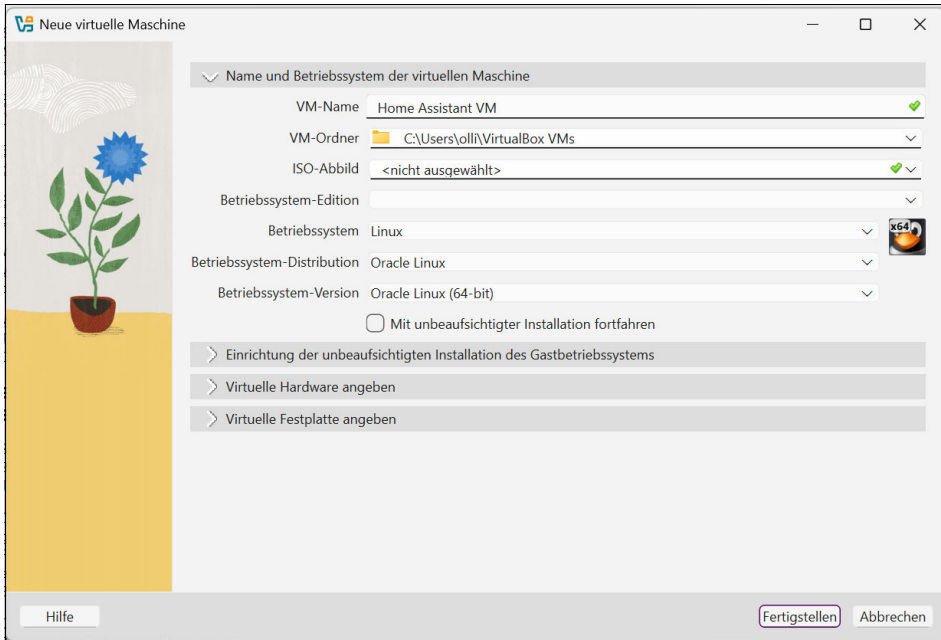 Neue virtuelle Maschine
Name und Betriebssystem der virtuellen Maschine
VM-Name Home Assistant VM
VM-Ordner C:\Users\olli\VirtualBox VMs
ISO-Abbild <nicht ausgewählt>
Betriebssystem-Edition
Betriebssystem Linux x64
Betriebssystem-Distribution Oracle Linux
Betriebssystem-Version Oracle Linux (64-bit)
Mit unbeaufsichtigter Installation fortfahren
Einrichtung der unbeaufsichtigten Installation des Gastbetriebssystems
Virtuelle Hardware angeben
Virtuelle Festplatte angeben
Hilfe Fertigstellen Abbrechen